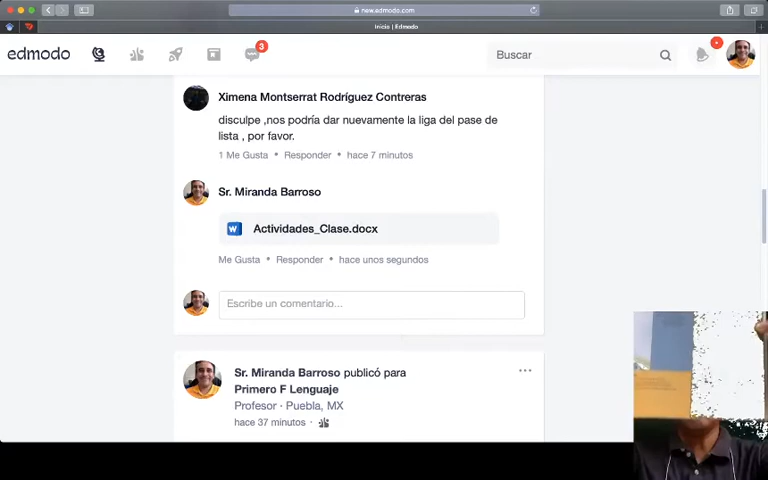 new.edmodo.com
Inicio | Edmodo
edmodo
3
Buscar
Ximena Montserrat Rodríguez Contreras
disculpe ,nos podría dar nuevamente la liga del pase de
lista , por favor.
1 Me Gusta • Responder • hace 7 minutos
Sr. Miranda Barroso
W Actividades_Clase.docx
Me Gusta • Responder • hace unos segundos
Escribe un comentario...
Sr. Miranda Barroso publicó para
Primero F Lenguaje
Profesor · Puebla, MX
hace 37 minutos ·